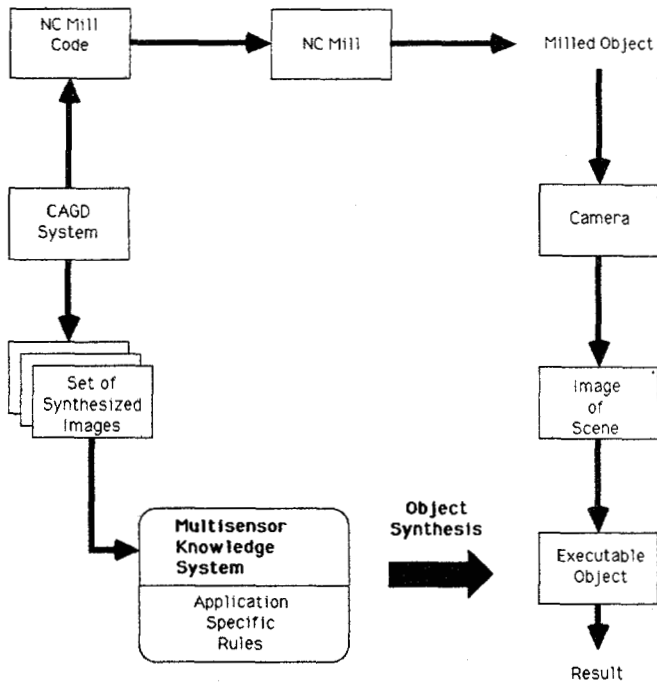 NC Mill
Code
NC Mill
Milled Object
CAGD
System
Camera
Set of
Synthesized
Images
Image
of
Scene
Multisensor
Knowledge
System
Application
Specific
Rules
Object
Synthesis
Executable
Object
Result